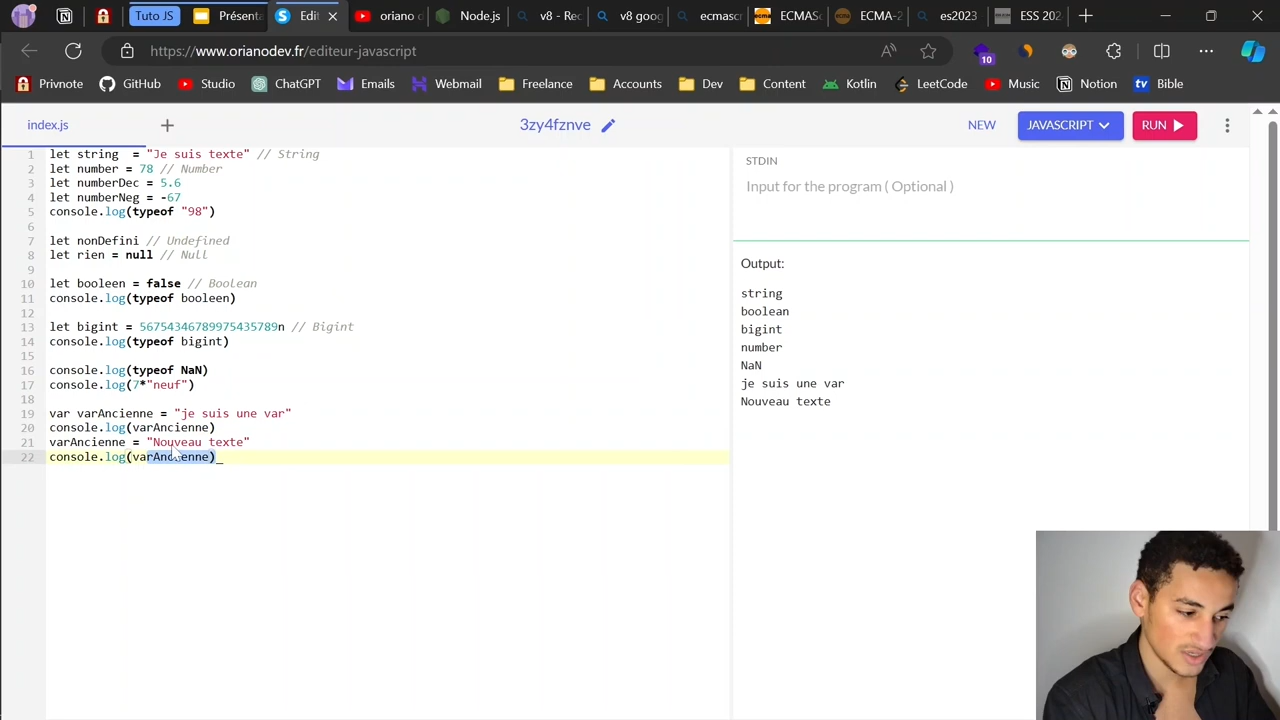 Tuto JS
Présenta
Edit
oriano d
Node.js
v8 - Rec
v8 goog
ecmascr
ECMASc
ECMA-2
es2023
ESS 202
https://www.orianodev.fr/editeur-javascript
10
Privnote
GitHub
Studio
ChatGPT
Emails
Webmail
Freelance
Accounts
Dev
Content
Kotlin
LeetCode
Music
Notion
tv Bible
index.js
3zy4fznve
NEW
JAVASCRIPT
RUN
1 let string = "Je suis texte" // String
2 let number = 78 // Number
3 let numberDec = 5.6
4 let numberNeg = -67
5 console.log(typeof "98")
6
7 let nonDefini // Undefined
8 let rien = null // Null
9
10 let booleen = false // Boolean
11 console.log(typeof booleen)
12
13 let bigint = 56754346789975435789n // Bigint
14 console.log(typeof bigint)
15
16 console.log(typeof NaN)
17 console.log(7*"neuf")
18
19 var varAncienne = "je suis une var"
20 console.log(varAncienne)
21 varAncienne = "Nouveau texte"
22 console.log(varAncienne)
STDIN
Input for the program ( Optional )
Output:
string
boolean
bigint
number
NaN
je suis une var
Nouveau texte